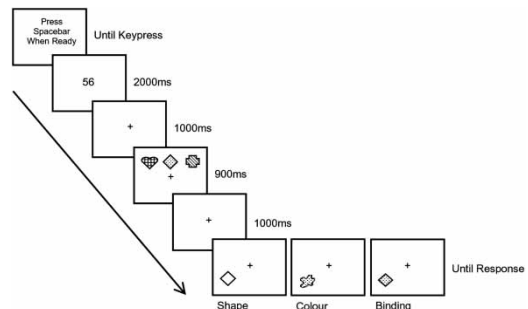 Press
Spacebar
When Ready
Until Keypress
56
2000ms
+
1000ms
+
900ms
+
1000ms
+
+
+
Until Response
Shape
Colour
Binding